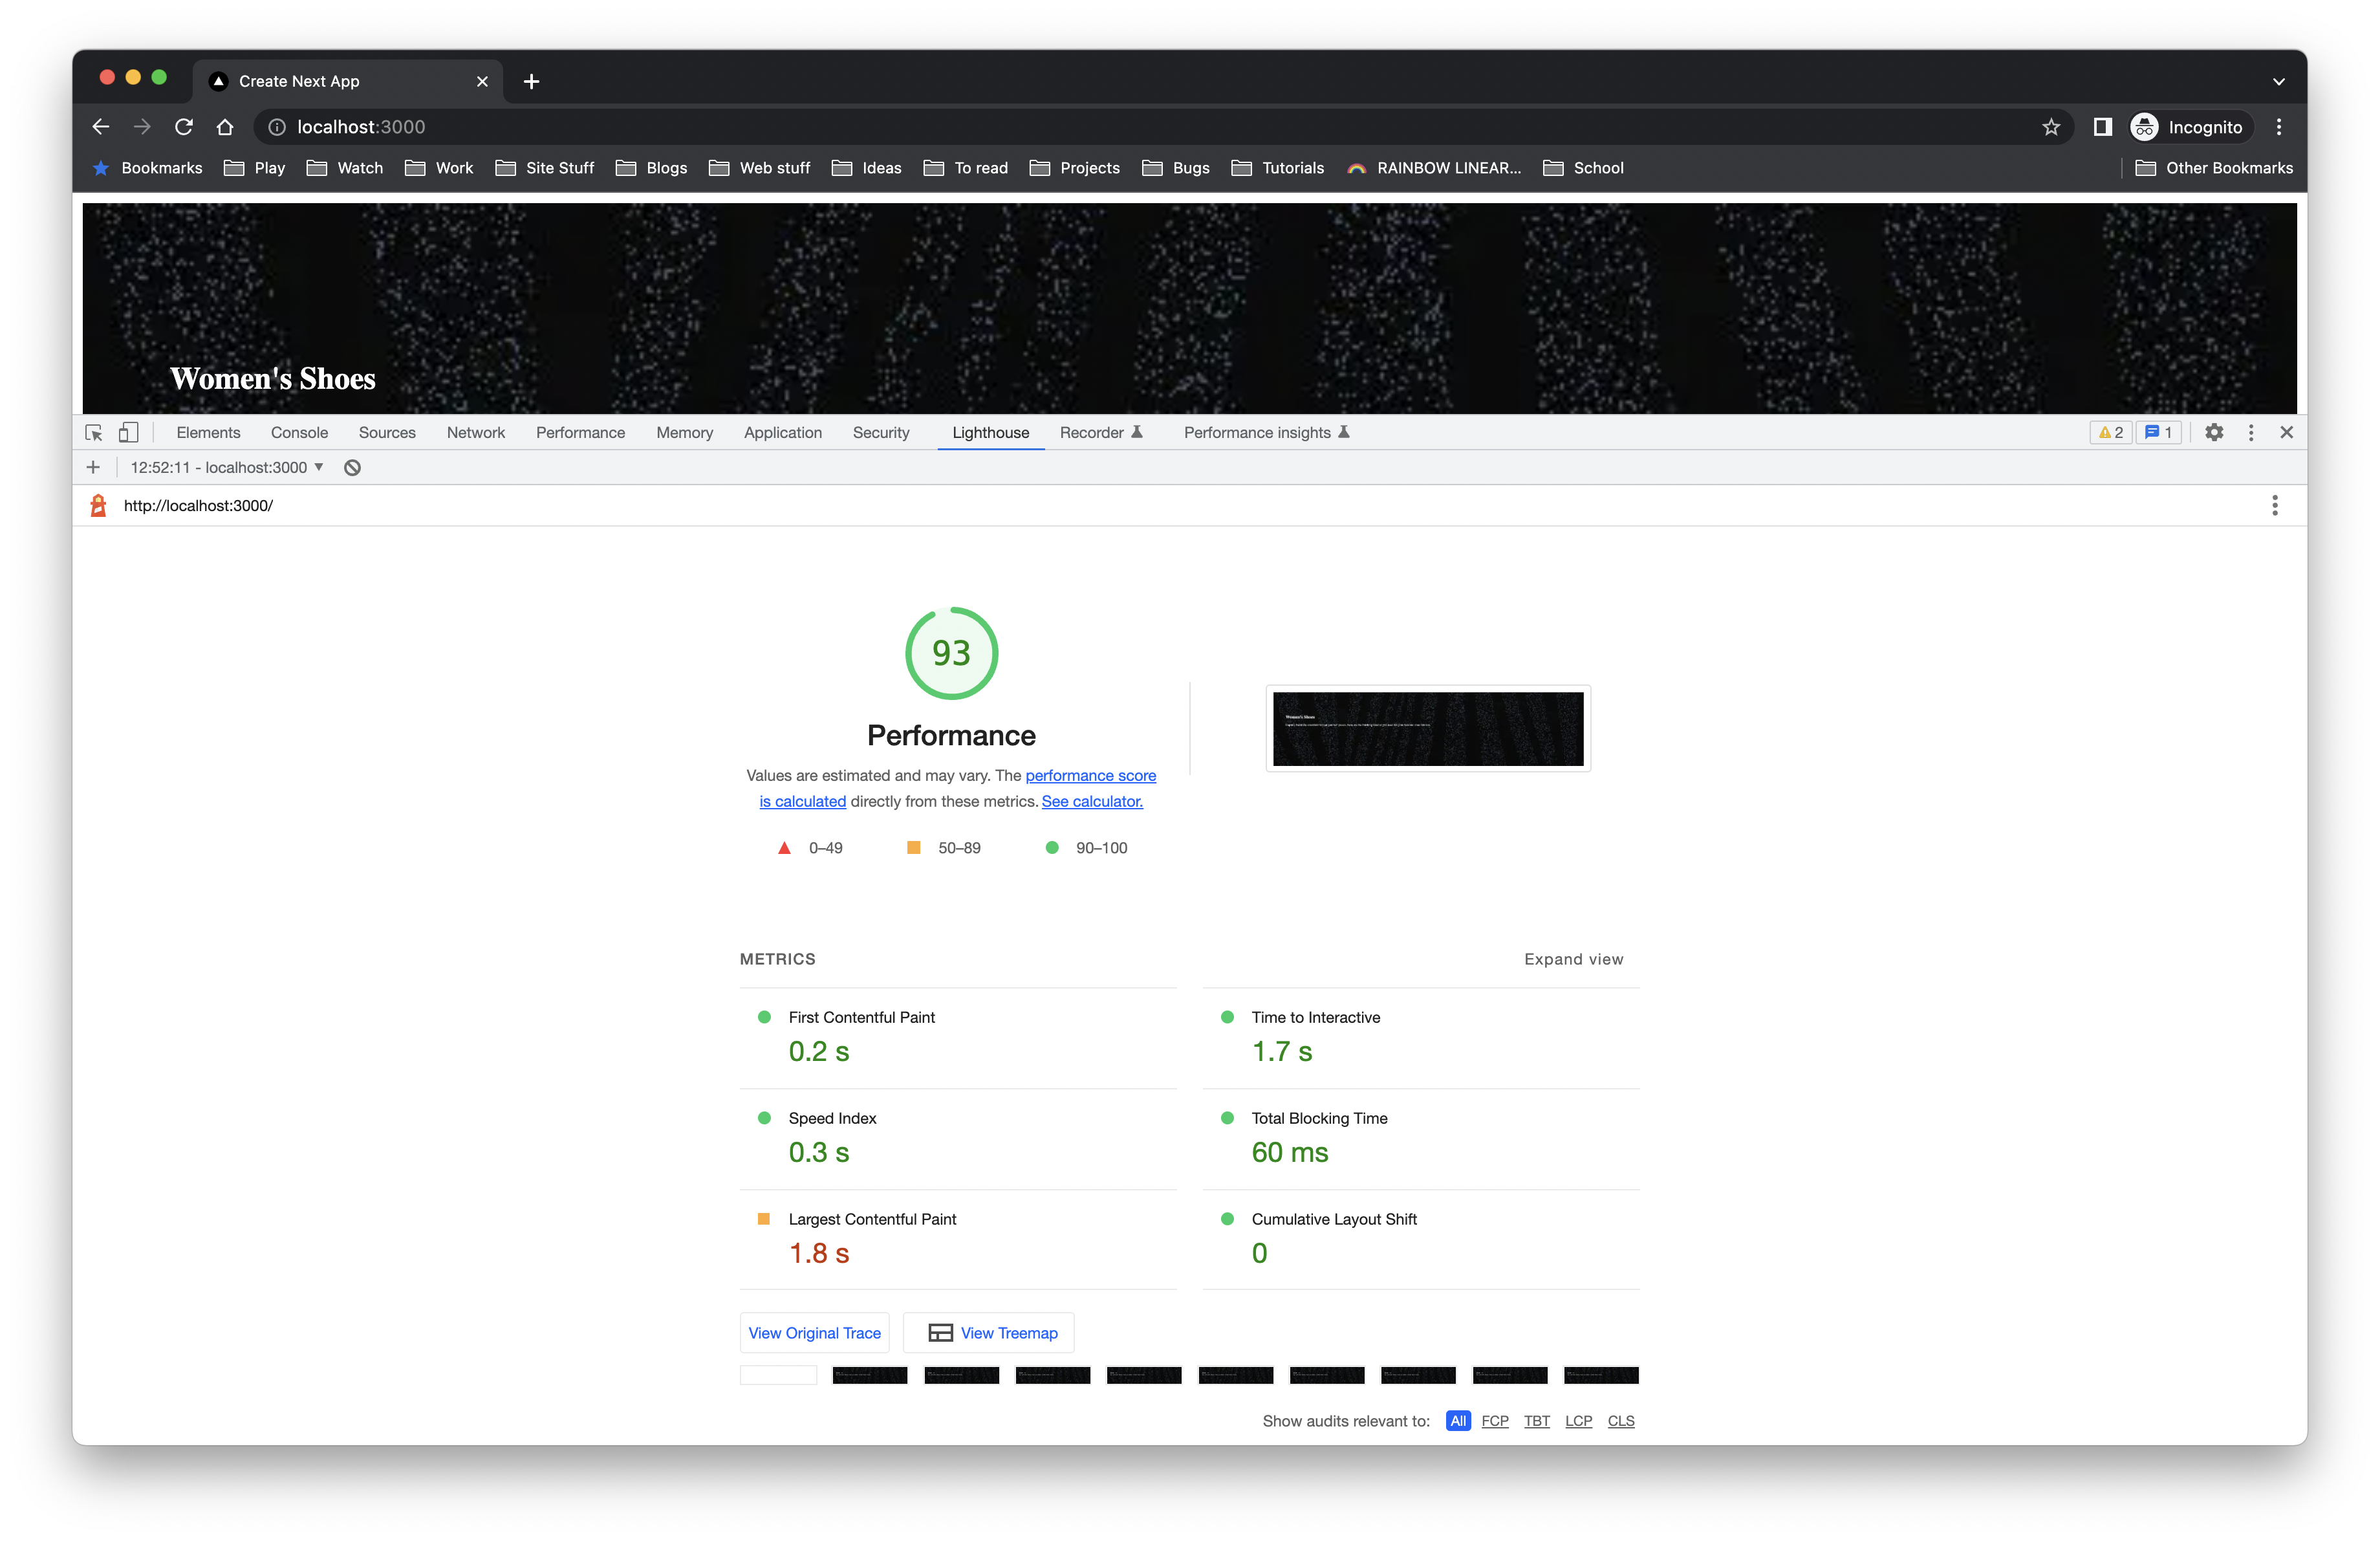 Create Next App
localhost:3000
Incognito
Bookmarks Play Watch Work Site Stuff Blogs Web stuff Ideas To read Projects Bugs Tutorials RAINBOW LINEAR... School Other Bookmarks
Women's Shoes
Elements Console Sources Network Performance Memory Application Security Lighthouse Recorder Performance insights 2 1
12:52:11 - localhost:3000
http://localhost:3000/
93
Performance
Values are estimated and may vary. The performance score
is calculated directly from these metrics. See calculator.
0–49 50–89 90–100
Women's Shoes
METRICS Expand view
First Contentful Paint
0.2 s
Time to Interactive
1.7 s
Speed Index
0.3 s
Total Blocking Time
60 ms
Largest Contentful Paint
1.8 s
Cumulative Layout Shift
0
View Original Trace View Treemap
Show audits relevant to: All FCP TBT LCP CLS